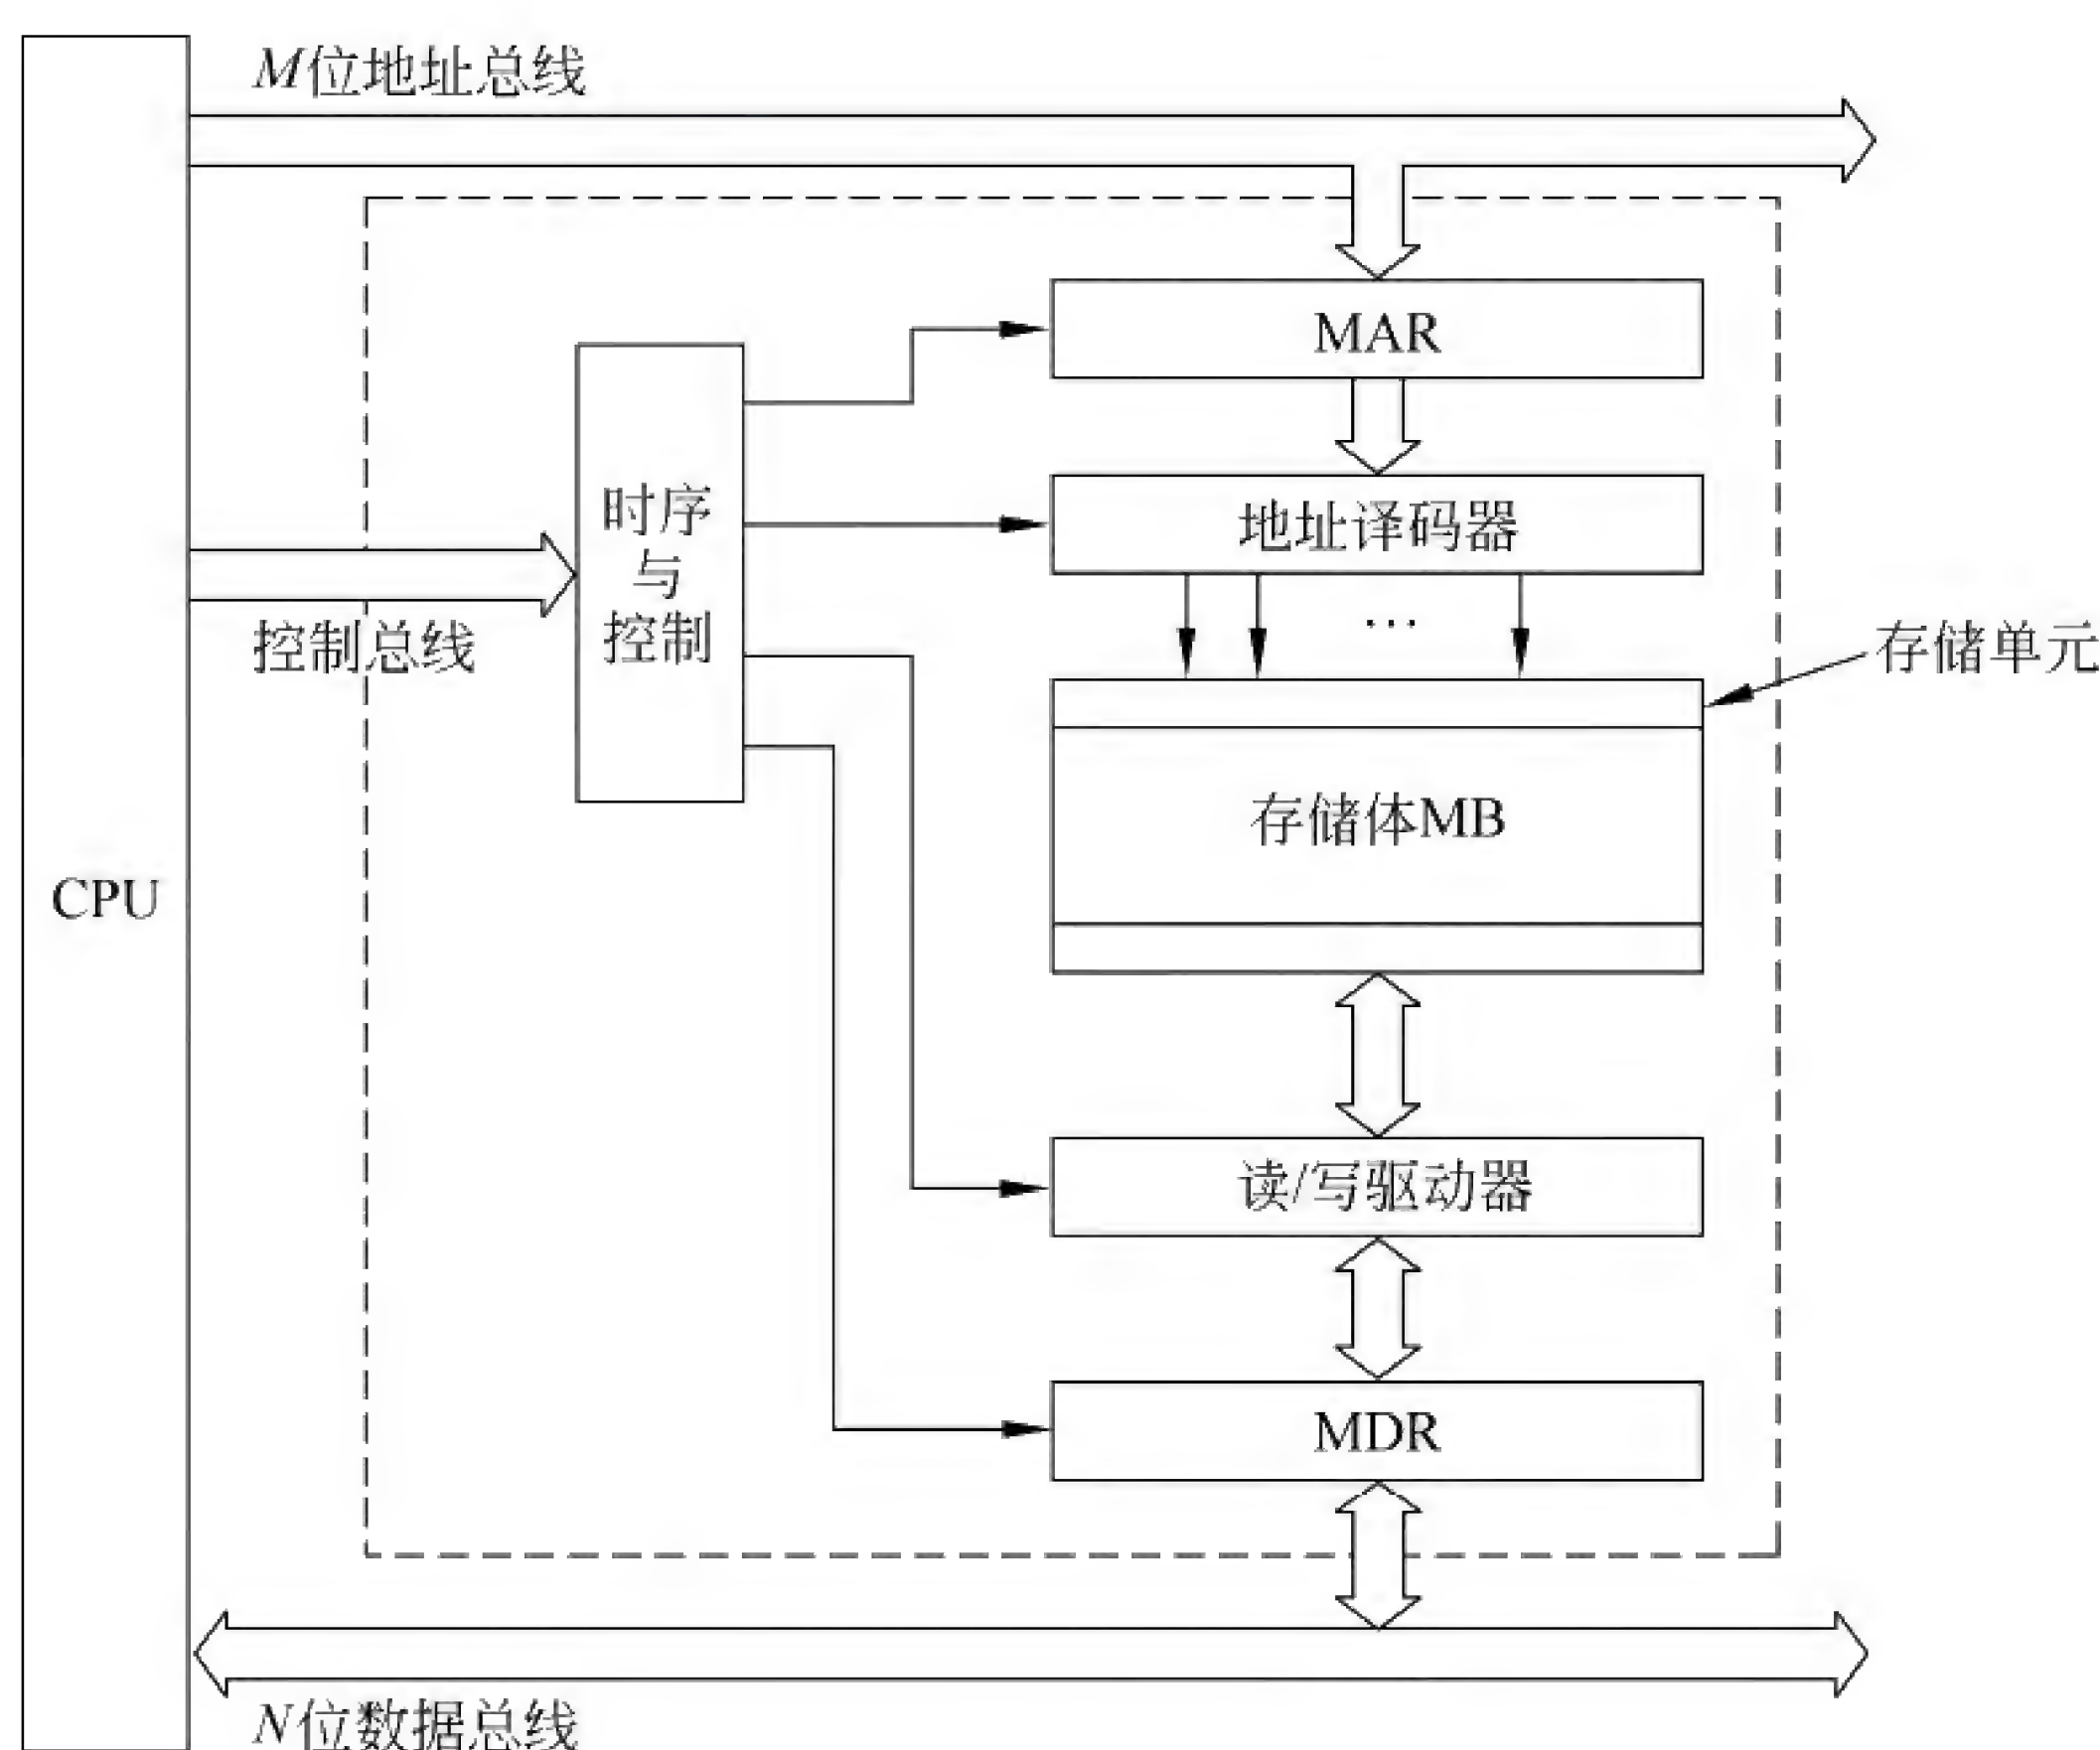 M位地址总线
MAR
时序
与
控制
地址译码器
...
控制总线
存储单元
存储体MB
CPU
读/写驱动器
MDR
N位数据总线